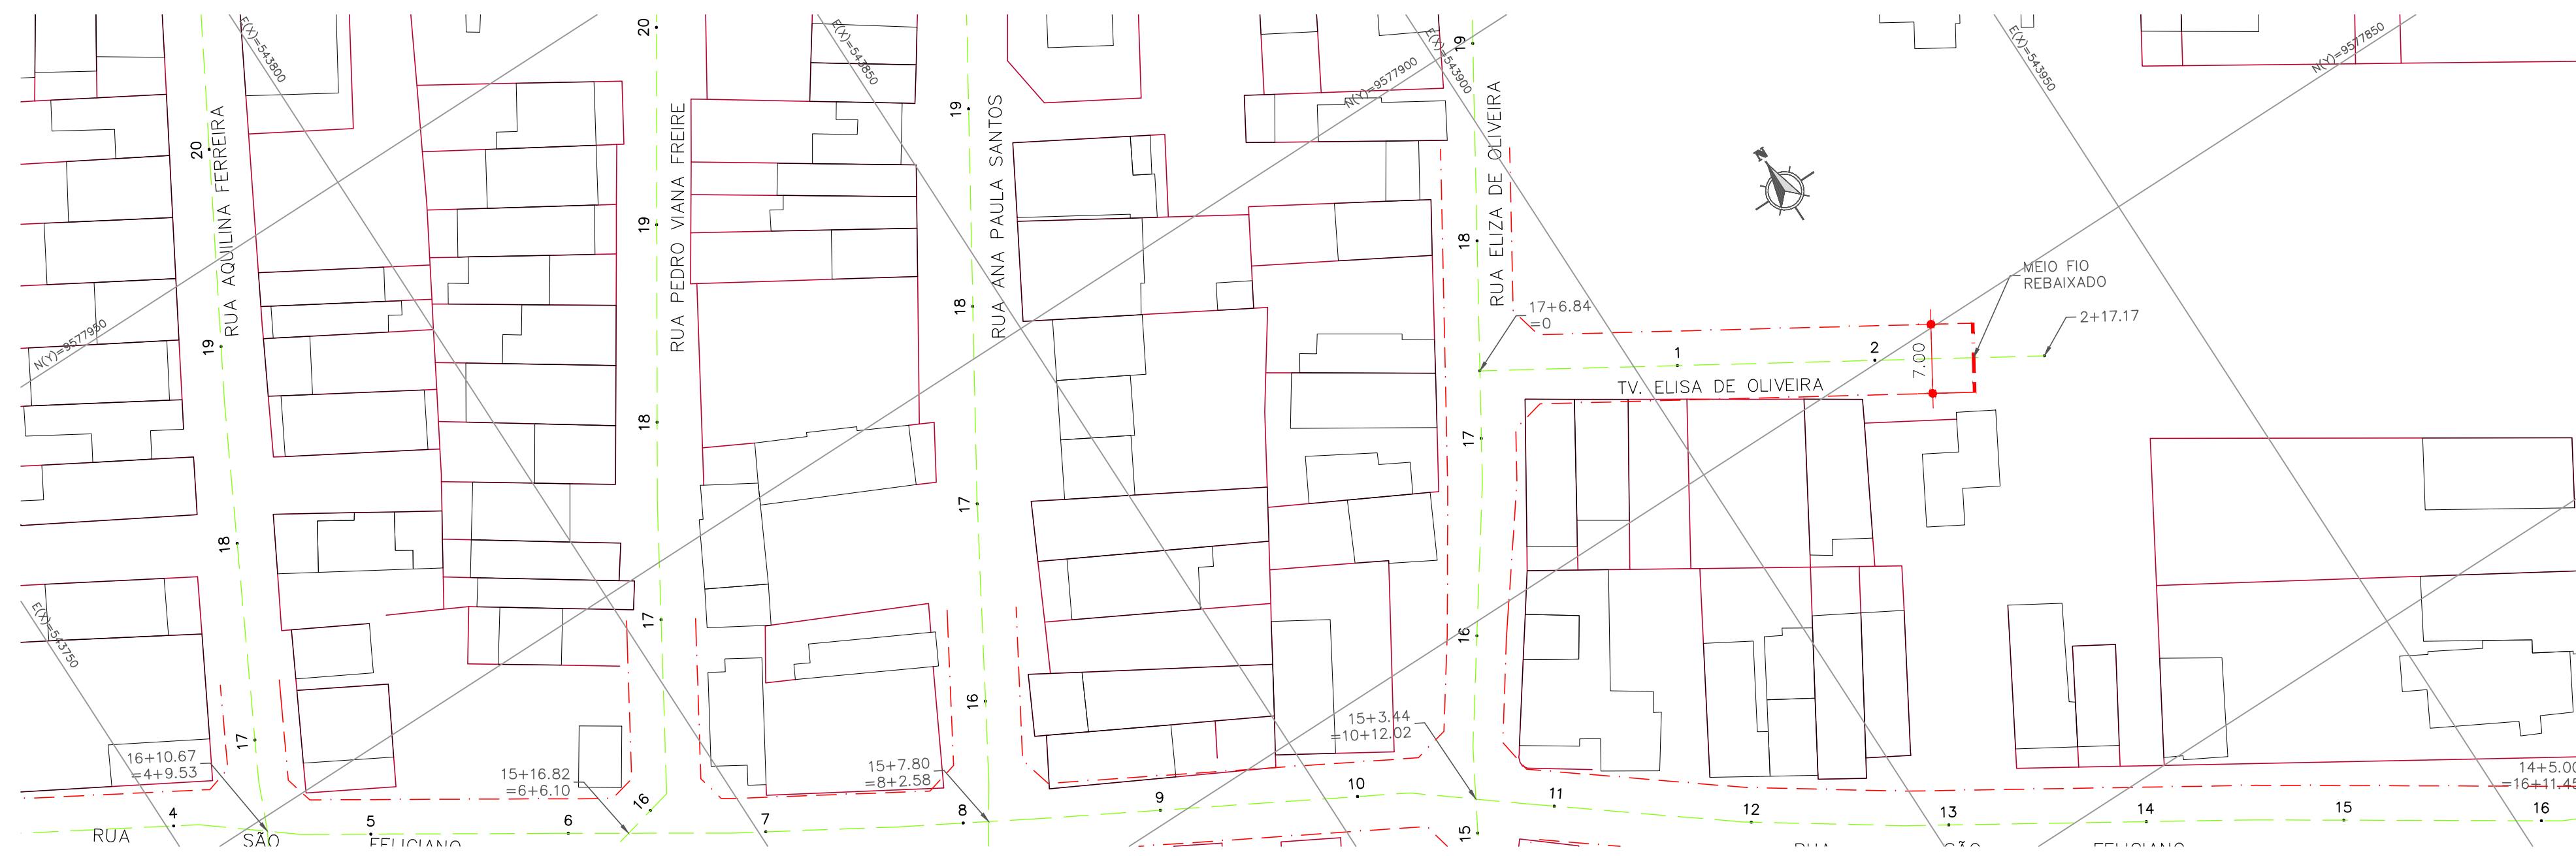 E(X)=543800
20
E(X)=543850
E(X)=543900
19
N(Y)=9577900
E(X)=543950
N(Y)=9577850
20
RUA AQUILINA FERREIRA
RUA PEDRO VIANA FREIRE
19
RUA ANA PAULA SANTOS
RUA ELIZA DE OLIVEIRA
N
19
18
MEIO FIO
REBAIXADO
N(Y)=9577950
19
18
17+6.84
=0
2+17.17
1
2
7.00
TV. ELISA DE OLIVEIRA
18
17
18
17
E(X)=543750
17
16
16
17
16+10.67
=4+9.53
15+16.82
=6+6.10
15+7.80
=8+2.58
15+3.44
=10+12.02
14+5.00
=16+11.45
16
4
5
6
7
8
9
10
11
12
13
14
15
16
15
RUA SÃO FELICIANO
RUA SÃO FELICIANO